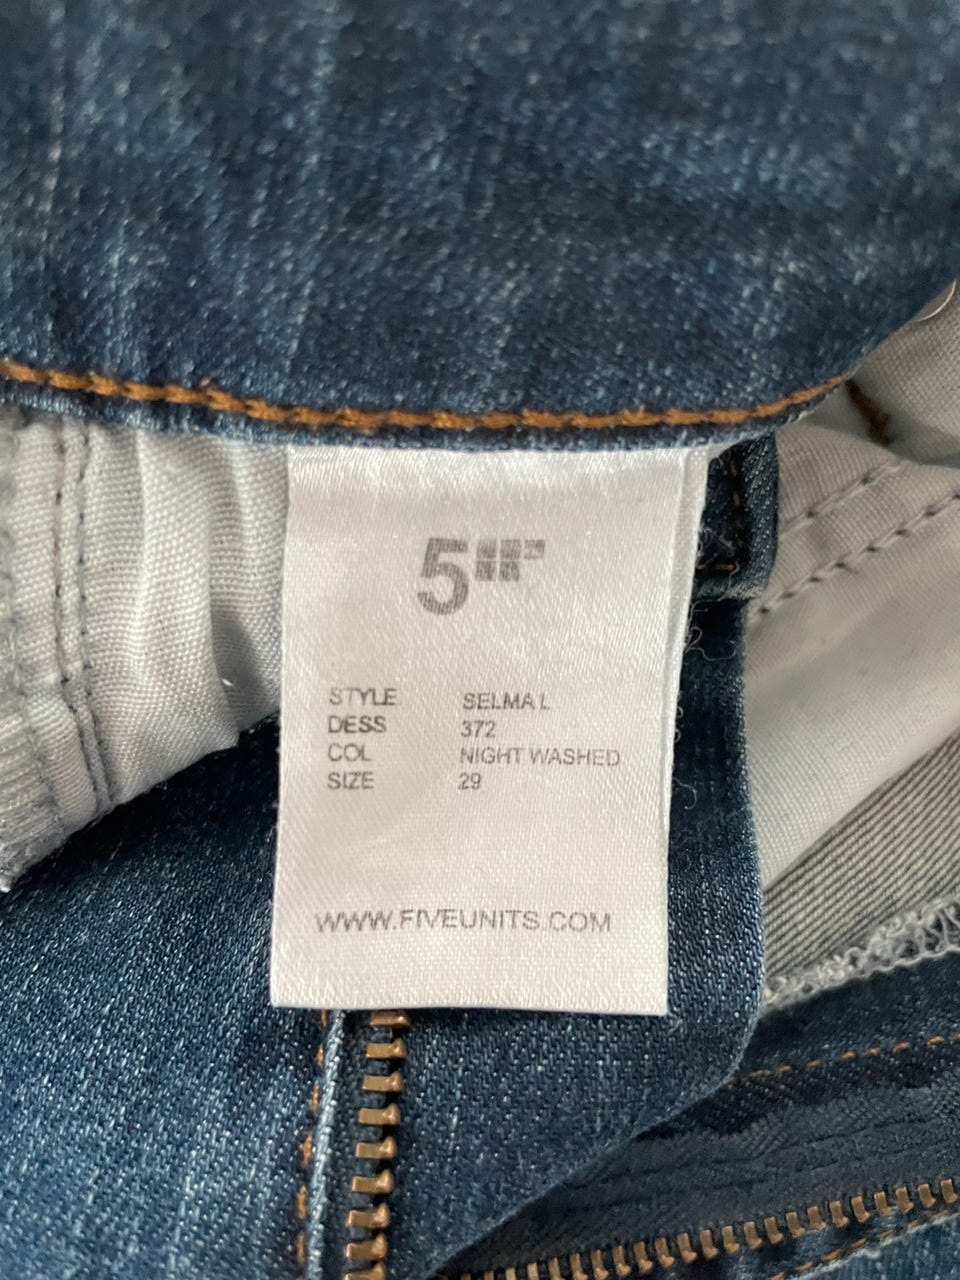 5
STYLE SELMA L
DESS 372
COL NIGHT WASHED
SIZE 29
WWW.FIVEUNITS.COM